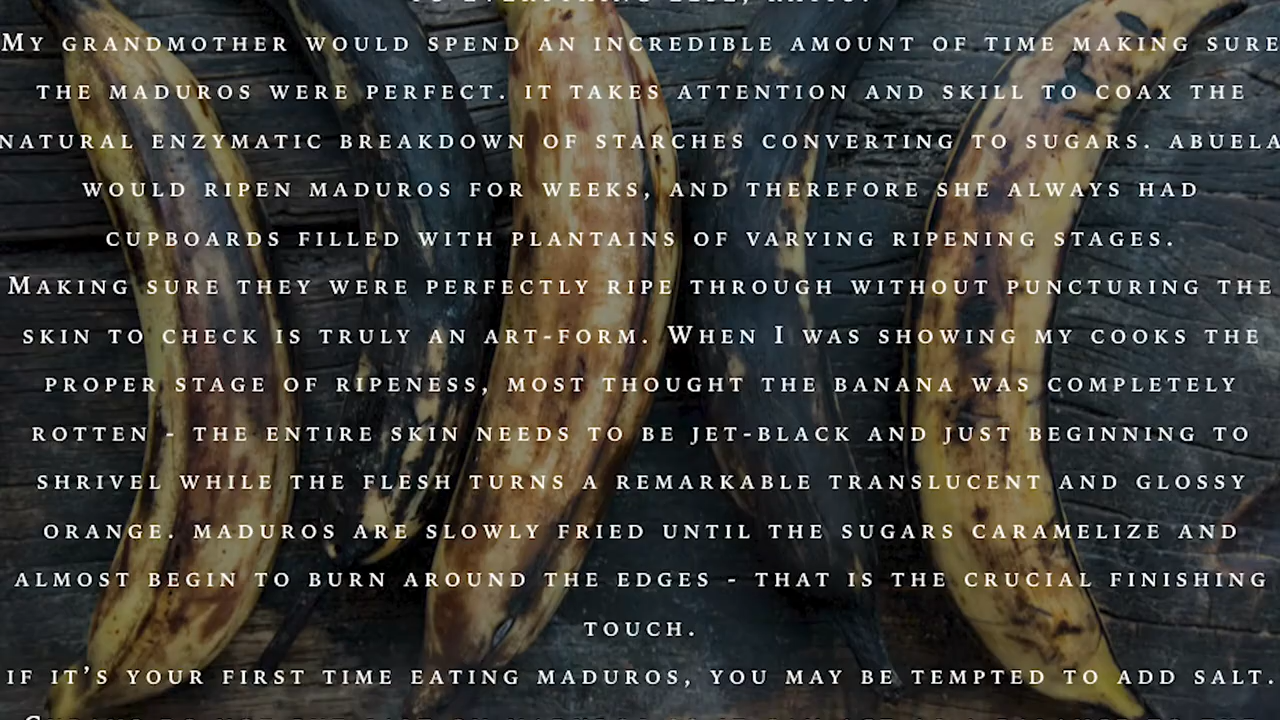 My grandmother would spend an incredible amount of time making sure
the maduros were perfect. it takes attention and skill to coax the
natural enzymatic breakdown of starches converting to sugars. abuela
would ripen maduros for weeks, and therefore she always had
cupboards filled with plantains of varying ripening stages.
Making sure they were perfectly ripe through without puncturing the
skin to check is truly an art-form. When I was showing my cooks the
proper stage of ripeness, most thought the banana was completely
rotten - the entire skin needs to be jet-black and just beginning to
shrivel while the flesh turns a remarkable translucent and glossy
orange. maduros are slowly fried until the sugars caramelize and
almost begin to burn around the edges - that is the crucial finishing
touch.
if it's your first time eating maduros, you may be tempted to add salt.